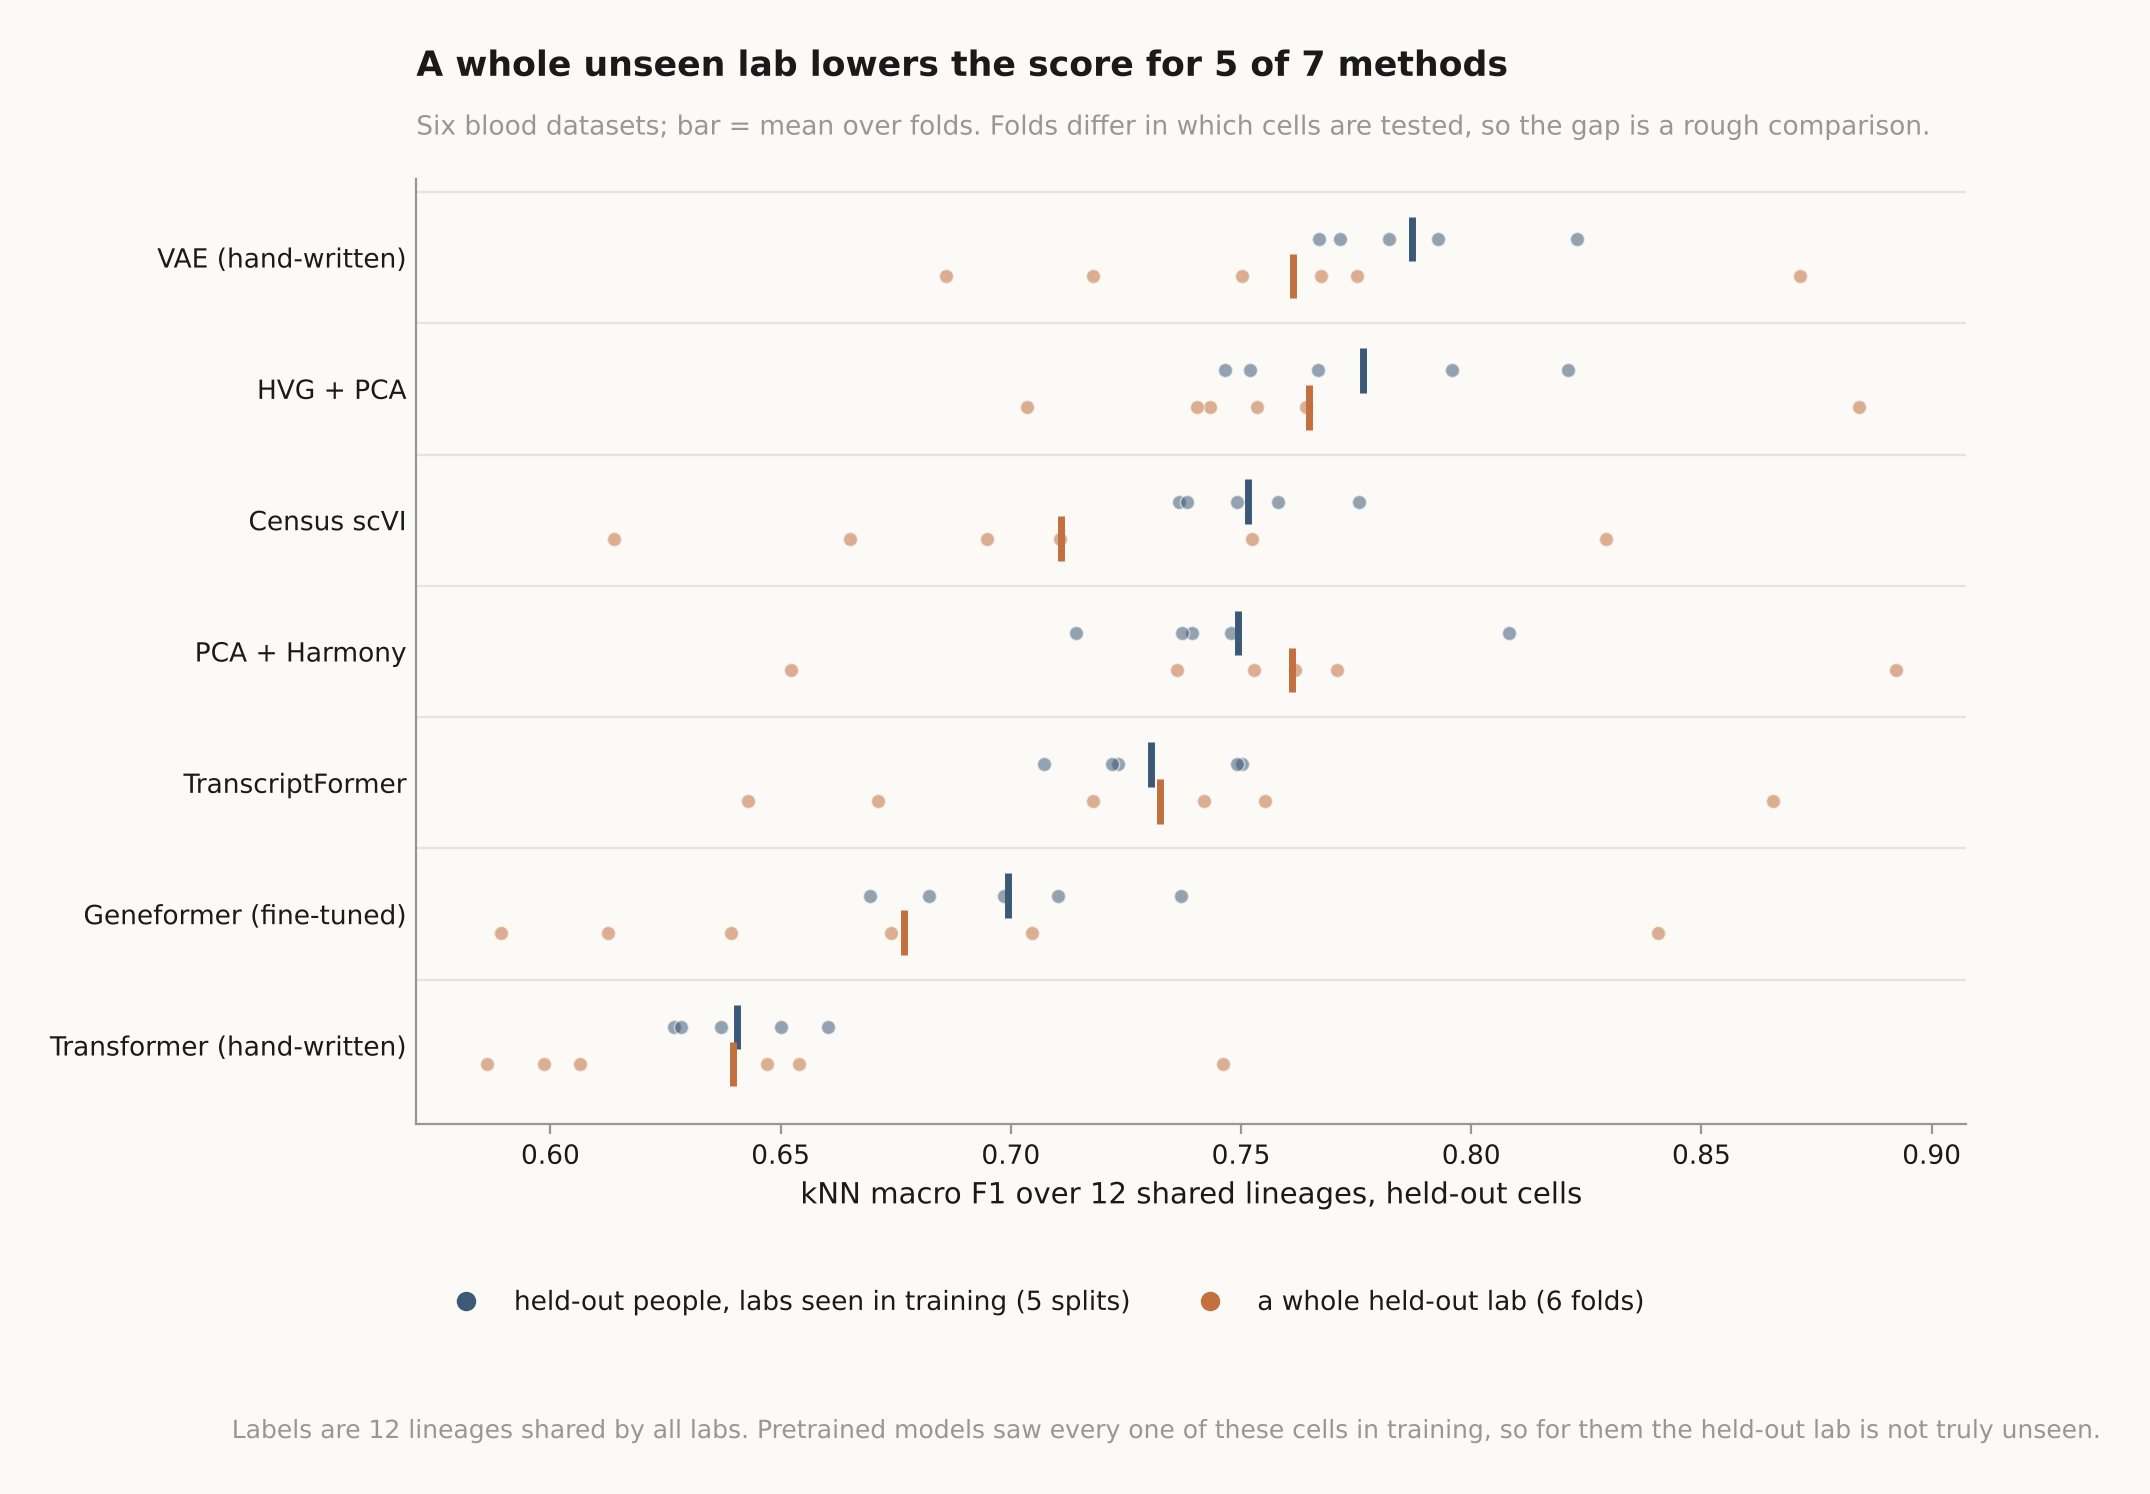 A whole unseen lab lowers the score for 5 of 7 methods
Six blood datasets; bar = mean over folds. Folds differ in which cells are tested, so the gap is a rough comparison.
VAE (hand-written)
HVG + PCA
Census scVI
PCA + Harmony
TranscriptFormer
Geneformer (fine-tuned)
Transformer (hand-written)
0.60 0.65 0.70 0.75 0.80 0.85 0.90
kNN macro F1 over 12 shared lineages, held-out cells
held-out people, labs seen in training (5 splits) a whole held-out lab (6 folds)
Labels are 12 lineages shared by all labs. Pretrained models saw every one of these cells in training, so for them the held-out lab is not truly unseen.